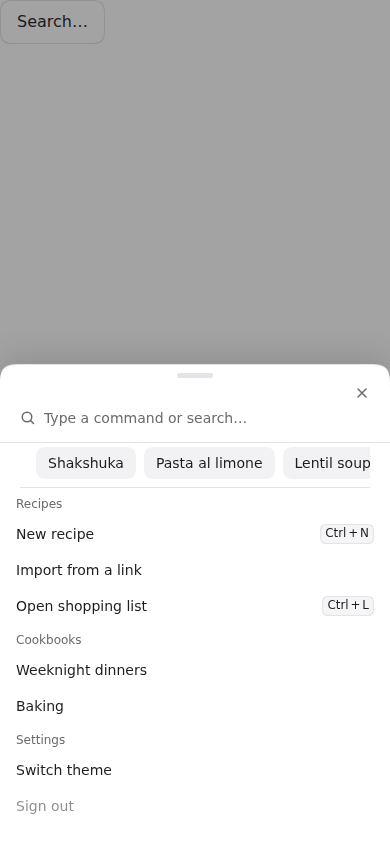 Search…
Type a command or search…
Shakshuka Pasta al limone Lentil soup
Recipes
New recipe Ctrl+N
Import from a link
Open shopping list Ctrl+L
Cookbooks
Weeknight dinners
Baking
Settings
Switch theme
Sign out